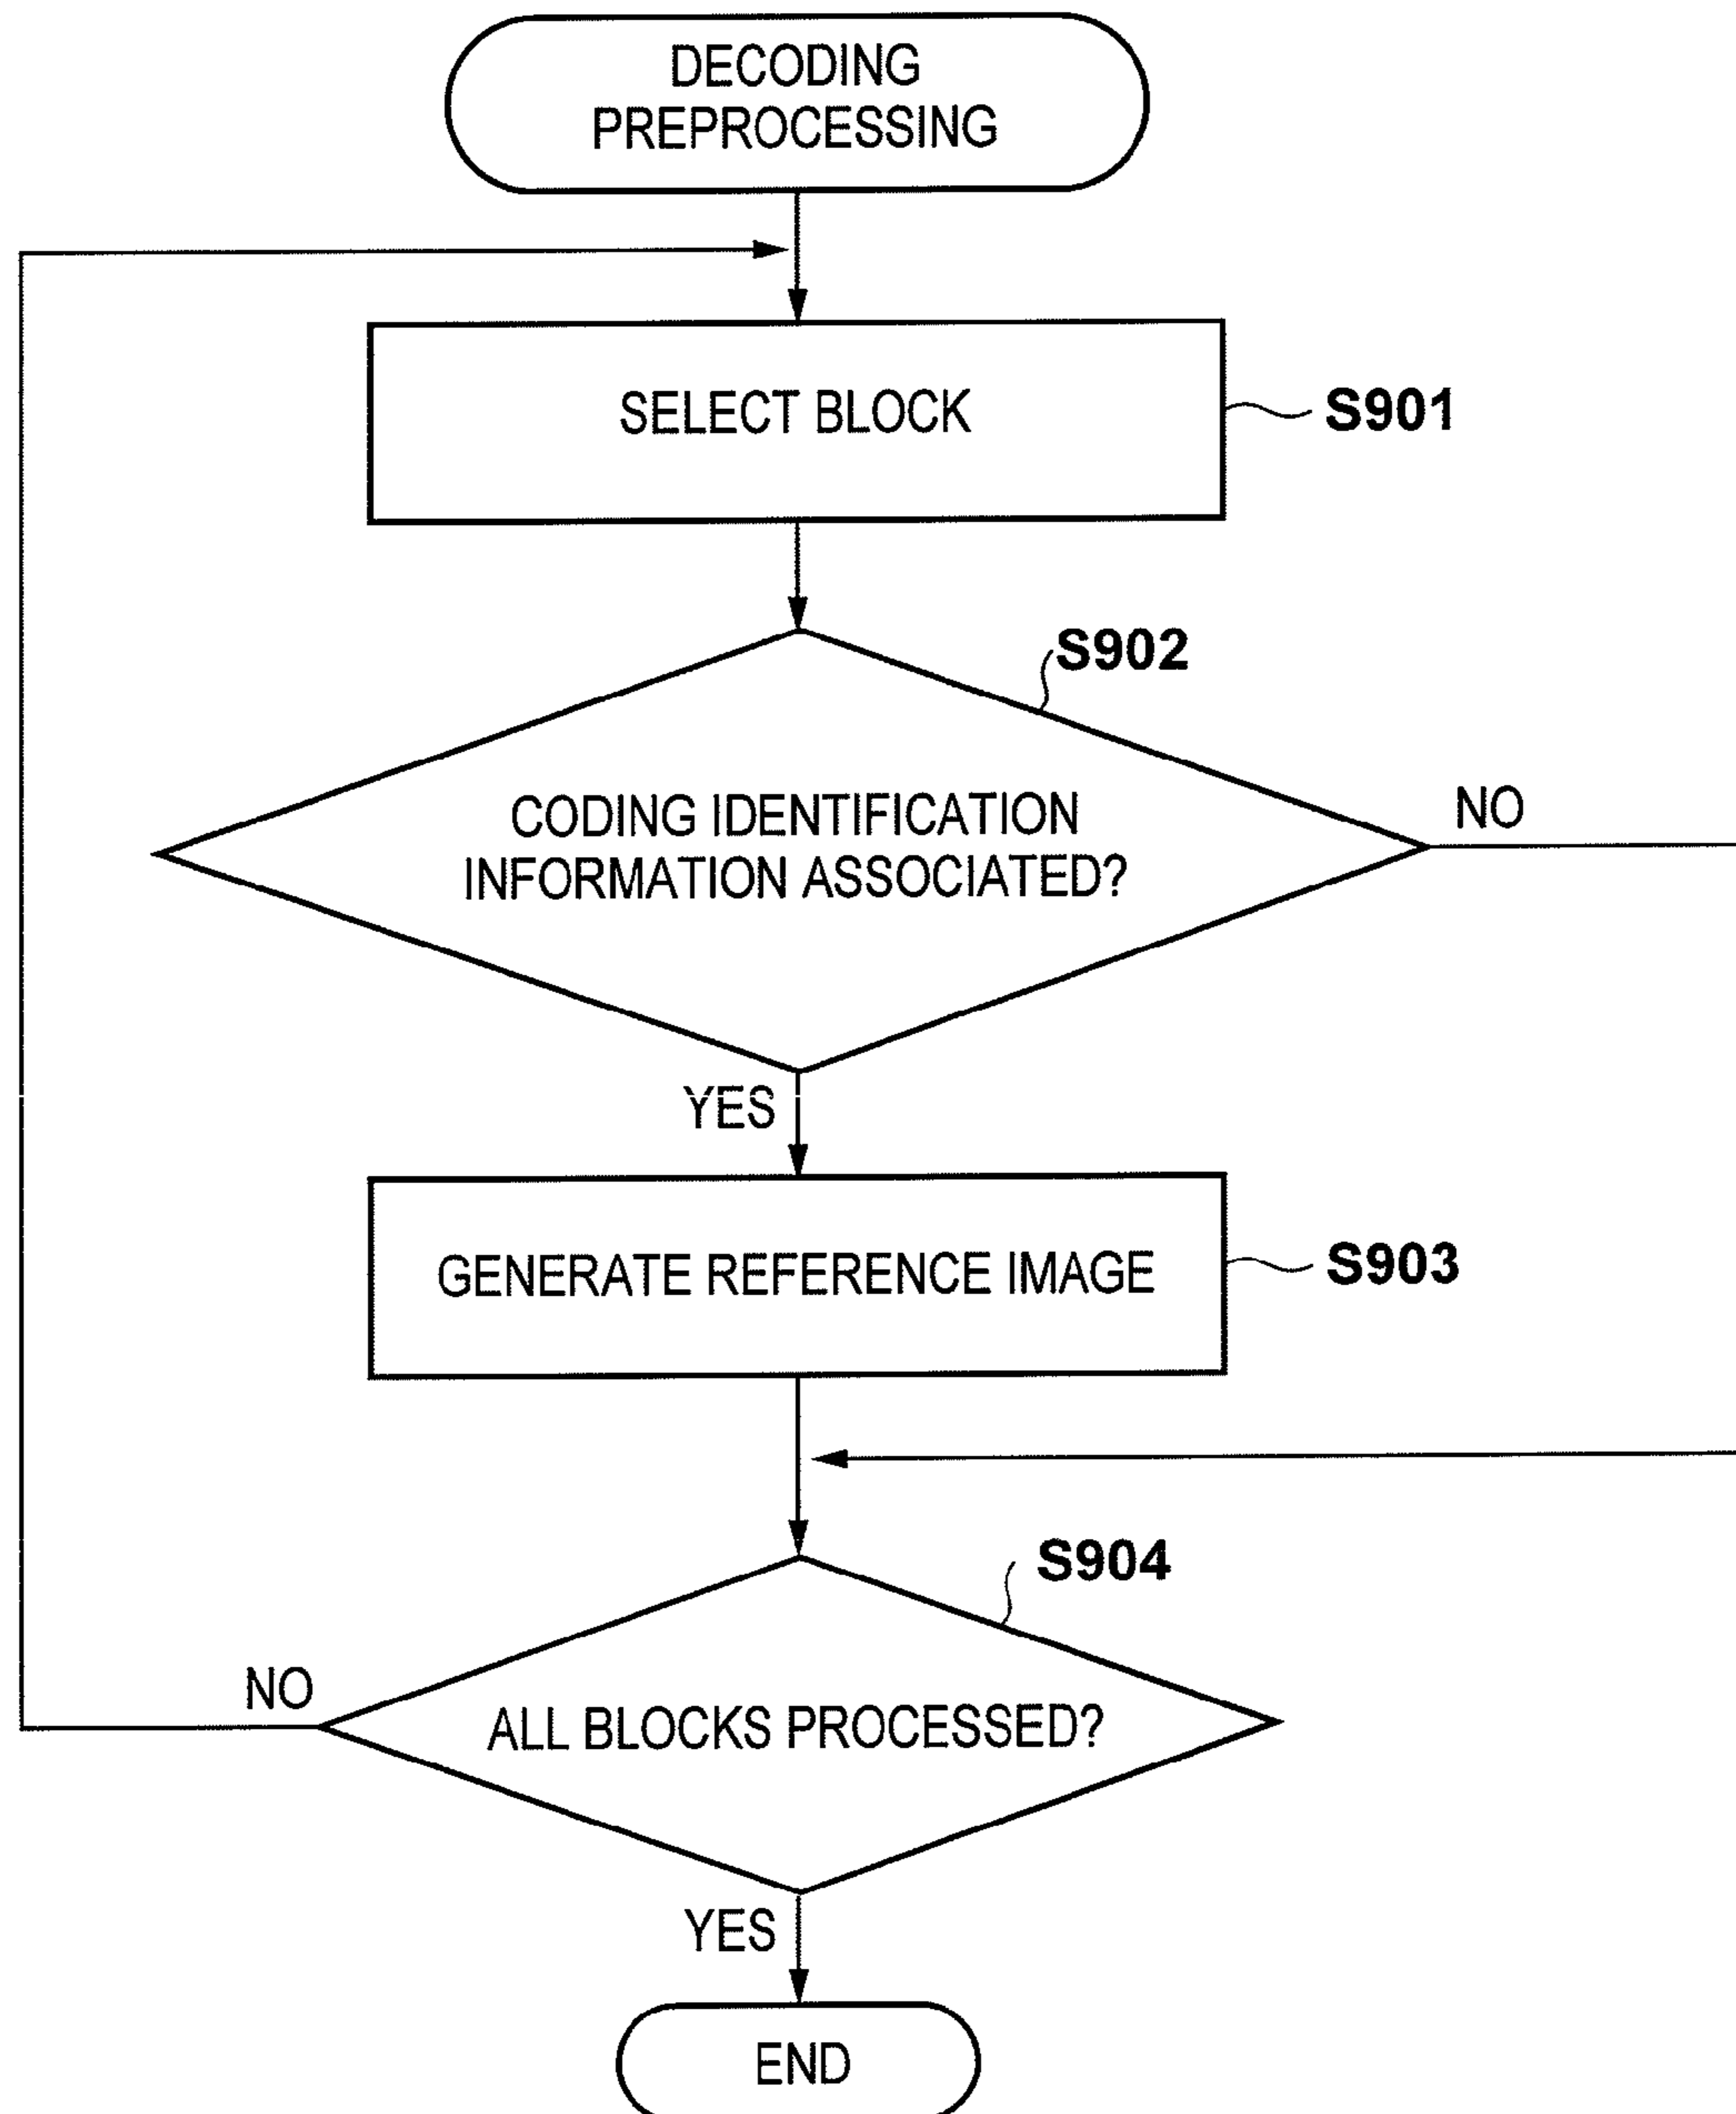 DECODING
PREPROCESSING
SELECT BLOCK
S901
S902
CODING IDENTIFICATION
INFORMATION ASSOCIATED?
NO
YES
GENERATE REFERENCE IMAGE
S903
S904
NO
ALL BLOCKS PROCESSED?
YES
END